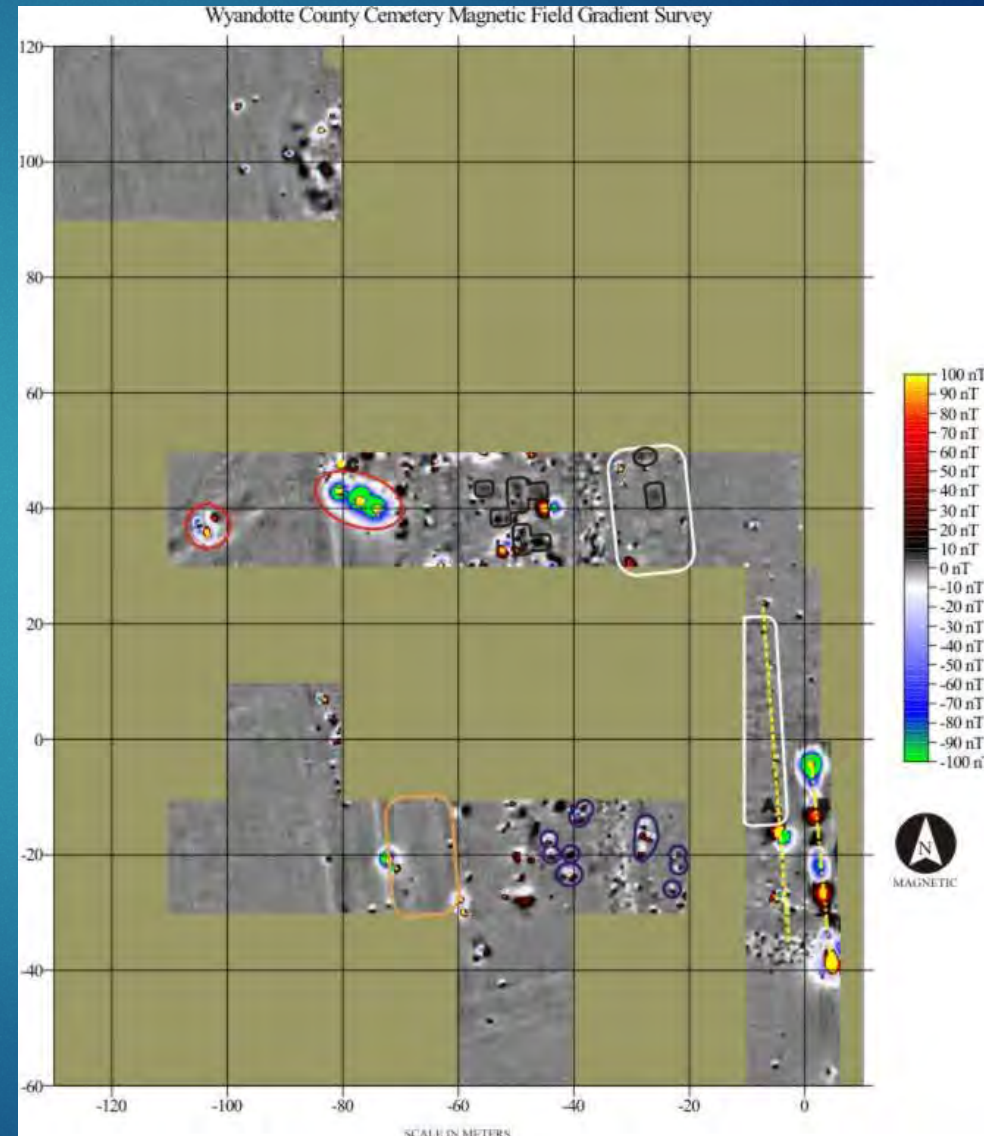 Wyandotte County Cemetery Magnetic Field Gradient Survey
120
100
80
60
40
20
0
-20
-40
-60
-120
-100
-80
-60
-40
-20
0
SCALE IN METERS
A
100 nT
90 nT
80 nT
70 nT
60 nT
50 nT
40 nT
30 nT
20 nT
10 nT
0 nT
-10 nT
-20 nT
-30 nT
-40 nT
-50 nT
-60 nT
-70 nT
-80 nT
-90 nT
-100 nT
N
MAGNETIC